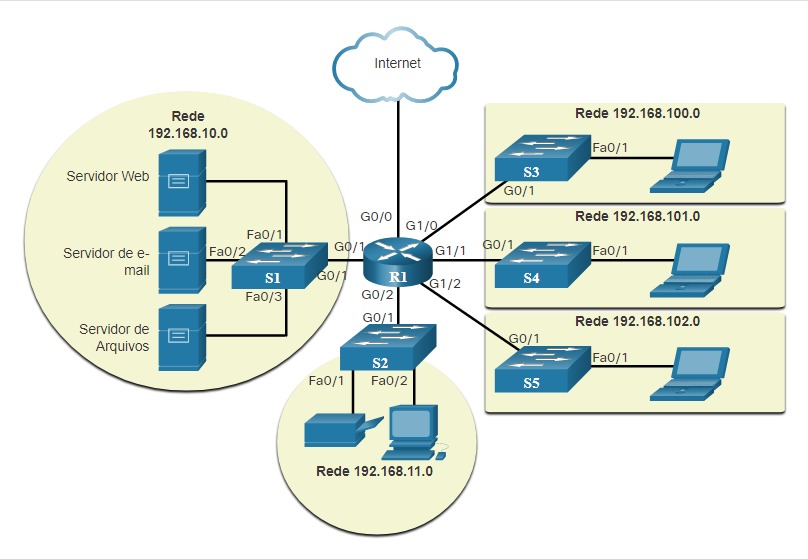 Internet
Rede
192.168.10.0
Servidor Web
Servidor de e-
mail
Servidor de
Arquivos
Fa0/1
Fa0/2
Fa0/3
S1
G0/1
G0/1
G0/0
G1/0
G1/1
G1/2
G0/2
R1
G0/1
S2
Fa0/1
Fa0/2
Rede 192.168.11.0
Rede 192.168.100.0
S3
G0/1
Fa0/1
Rede 192.168.101.0
G0/1
S4
Fa0/1
Rede 192.168.102.0
G0/1
S5
Fa0/1